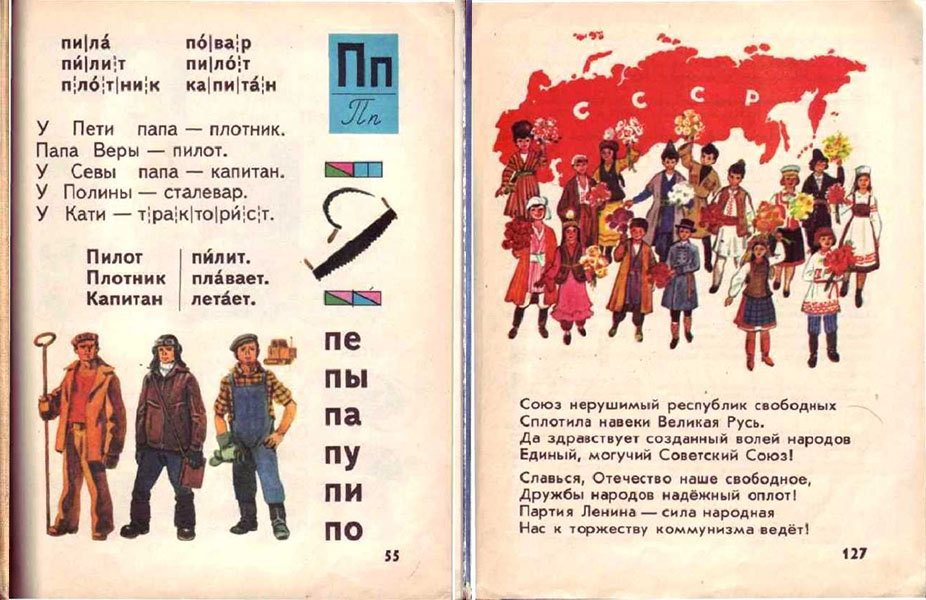 пи|ла́ по́|ва¦р
пи́|ли¦т пи|ло́¦т
п¦ло́¦т|ни¦к ка|пи|та́¦н
Пп
Пп
У Пети папа — плотник.
Папа Веры — пилот.
У Севы папа — капитан.
У Полины — сталевар.
У Кати — т¦ра¦к|то|ри́¦с¦т.
Пилот пи́лит.
Плотник пла́вает.
Капитан лета́ет.
пе
пы
па
пу
пи
по
55
СССР
Союз нерушимый республик свободных
Сплотила навеки Великая Русь.
Да здравствует созданный волей народов
Единый, могучий Советский Союз!
Славься, Отечество наше свободное,
Дружбы народов надёжный оплот!
Партия Ленина — сила народная
Нас к торжеству коммунизма ведёт!
127